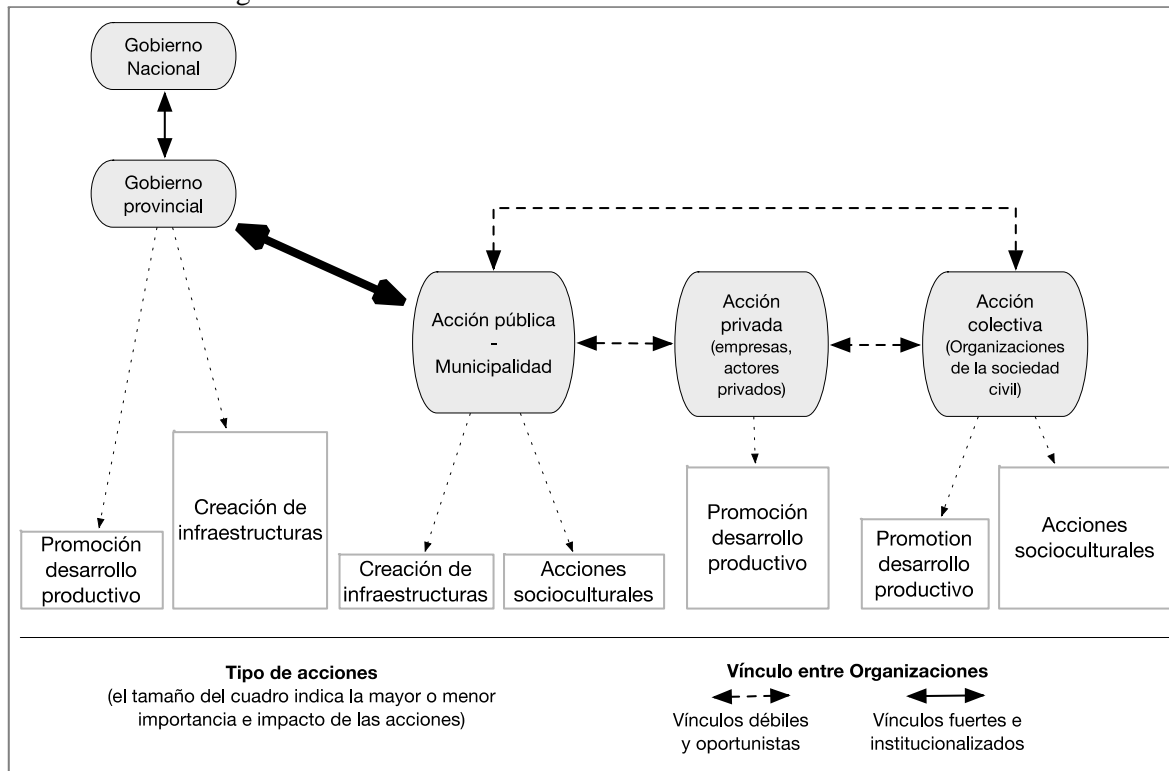 Gobierno
Nacional
Gobierno
provincial
Acción pública
-
Municipalidad
Acción
privada
(empresas,
actores
privados)
Acción
colectiva
(Organizaciones
de la sociedad
civil)
Promoción
desarrollo
productivo
Creación de
infraestructuras
Creación de
infraestructuras
Acciones
socioculturales
Promoción
desarrollo
productivo
Promotion
desarrollo
productivo
Acciones
socioculturales
Tipo de acciones
(el tamaño del cuadro indica la mayor o menor
importancia e impacto de las acciones)
Vínculo entre Organizaciones
Vínculos débiles
y oportunistas
Vínculos fuertes e
institucionalizados